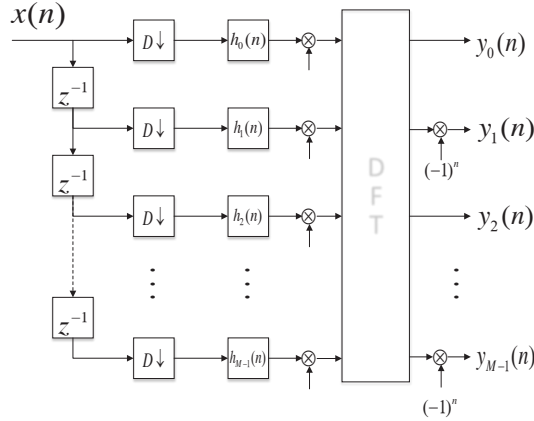 x(n)
D↓ h₀(n) y₀(n)
z⁻¹
D↓ h₁(n) y₁(n)
(-1)ⁿ
z⁻¹
D↓ h₂(n) y₂(n)
D
F
T
z⁻¹
D↓ hM-1(n) yM-1(n)
(-1)ⁿ